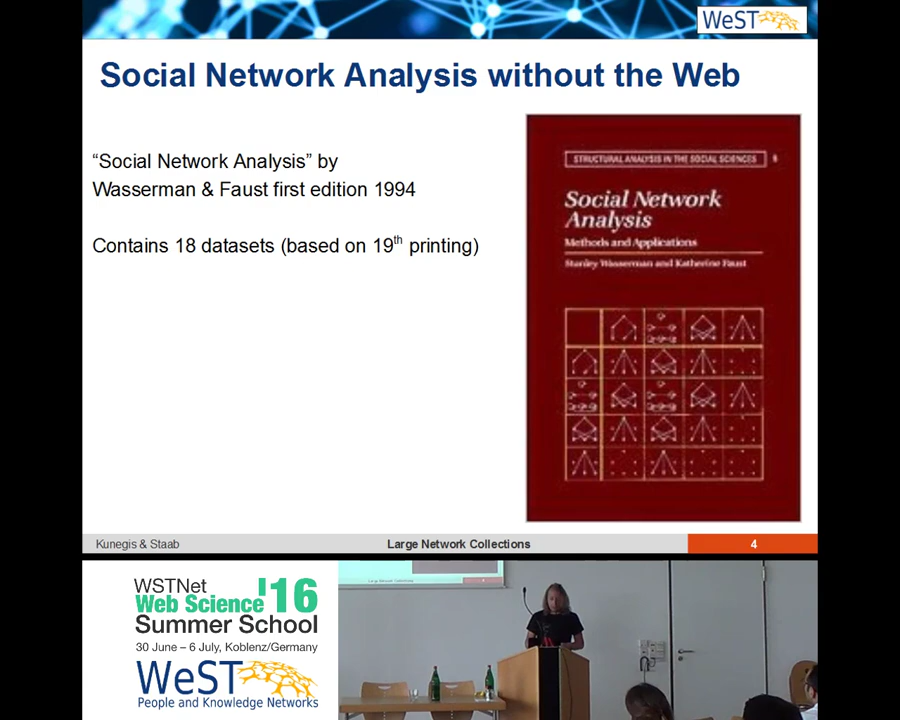 WeST
Social Network Analysis without the Web
“Social Network Analysis” by
Wasserman & Faust first edition 1994
Contains 18 datasets (based on 19th printing)
STRUCTURAL ANALYSIS IN THE SOCIAL SCIENCES 8
Social Network
Analysis
Methods and Applications
Stanley Wasserman and Katherine Faust
Kunegis & Staab
Large Network Collections
4
WSTNet
Web Science '16
Summer School
30 June – 6 July, Koblenz/Germany
WeST
People and Knowledge Networks